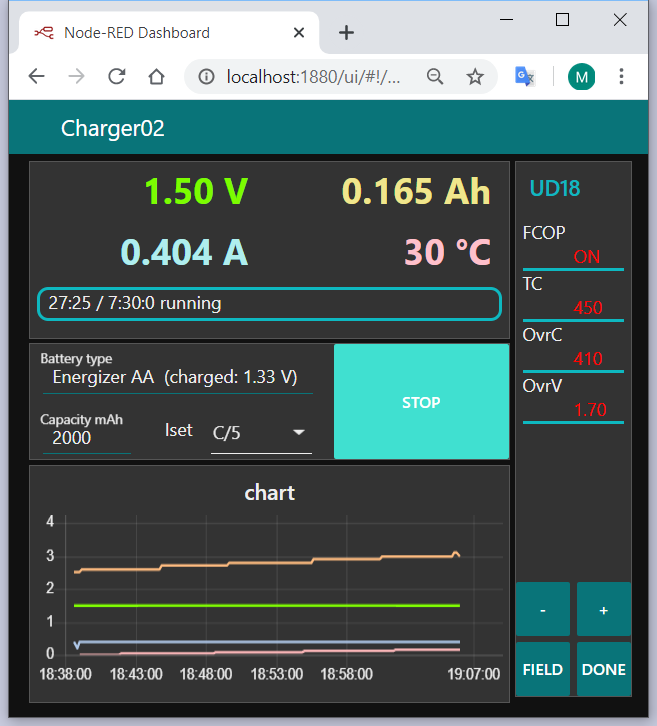 Node-RED Dashboard
localhost:1880/ui/#!/...
M
Charger02
1.50 V
0.165 Ah
0.404 A
30 °C
27:25 / 7:30:0 running
Battery type
Energizer AA (charged: 1.33 V)
Capacity mAh
2000
Iset
C/5
STOP
chart
4
3
2
1
0
18:38:00 18:43:00 18:48:00 18:53:00 18:58:00 19:07:00
UD18
FCOP
ON
TC
450
OvrC
410
OvrV
1.70
- +
FIELD DONE